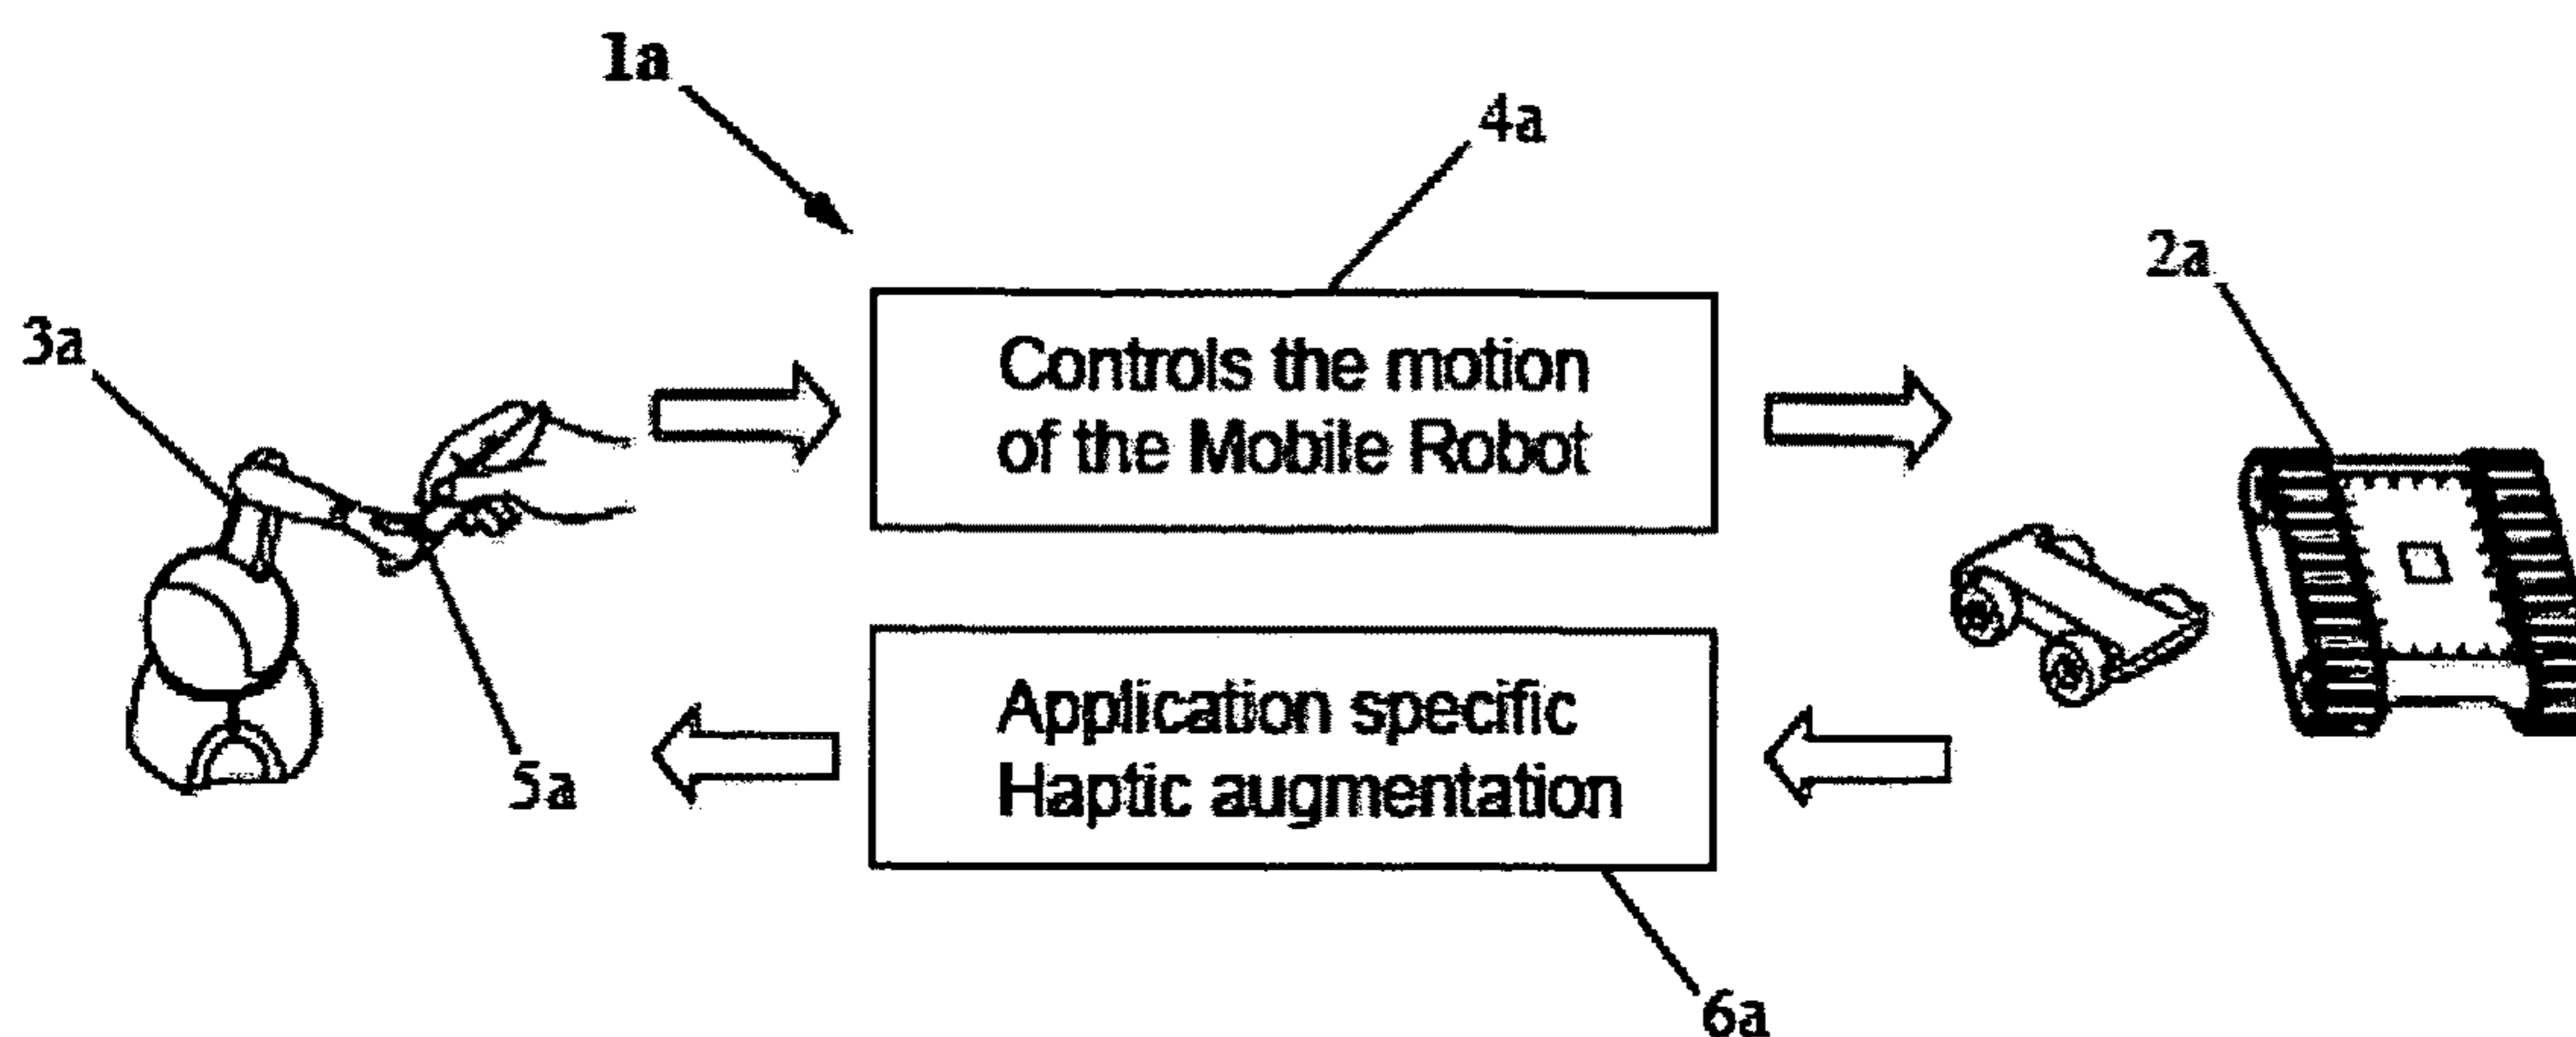 1a
4a
2a
3a
Controls the motion
of the Mobile Robot
Application specific
Haptic augmentation
5a
6a